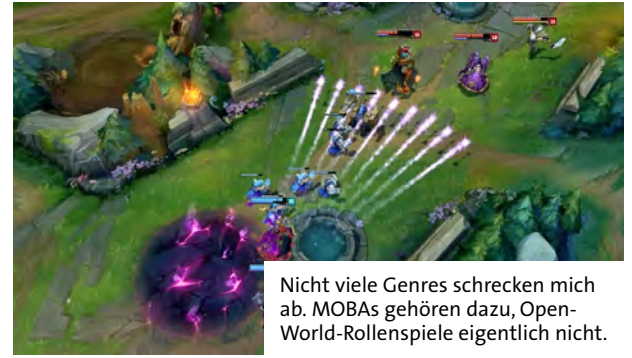 Nicht viele Genres schrecken mich
ab. MOBAs gehören dazu, Open-
World-Rollenspiele eigentlich nicht.